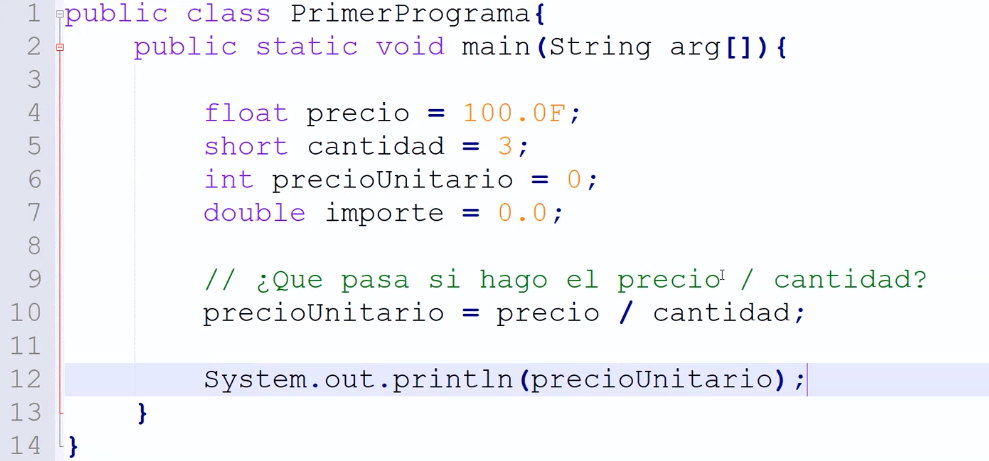 1 public class PrimerPrograma{
2 public static void main(String arg[]){
3
4 float precio = 100.0F;
5 short cantidad = 3;
6 int precioUnitario = 0;
7 double importe = 0.0;
8
9 // ¿Que pasa si hago el precio / cantidad?
10 precioUnitario = precio / cantidad;
11
12 System.out.println(precioUnitario);
13 }
14 }